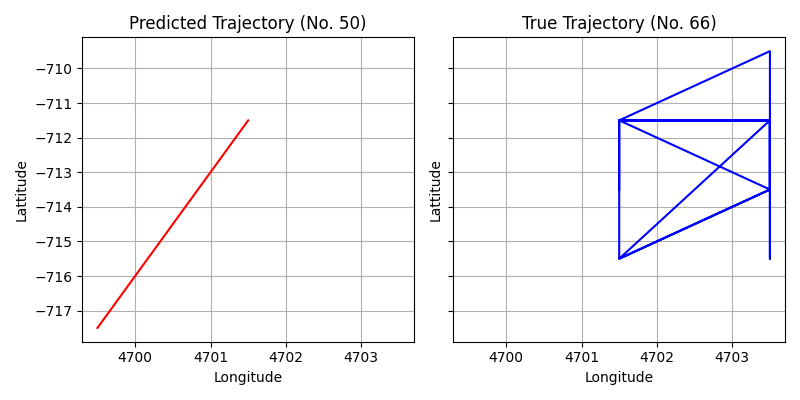 Predicted Trajectory (No. 50)
True Trajectory (No. 66)
Lattitude
−710
−711
−712
−713
−714
−715
−716
−717
4700
4701
4702
4703
Longitude
Lattitude
4700
4701
4702
4703
Longitude